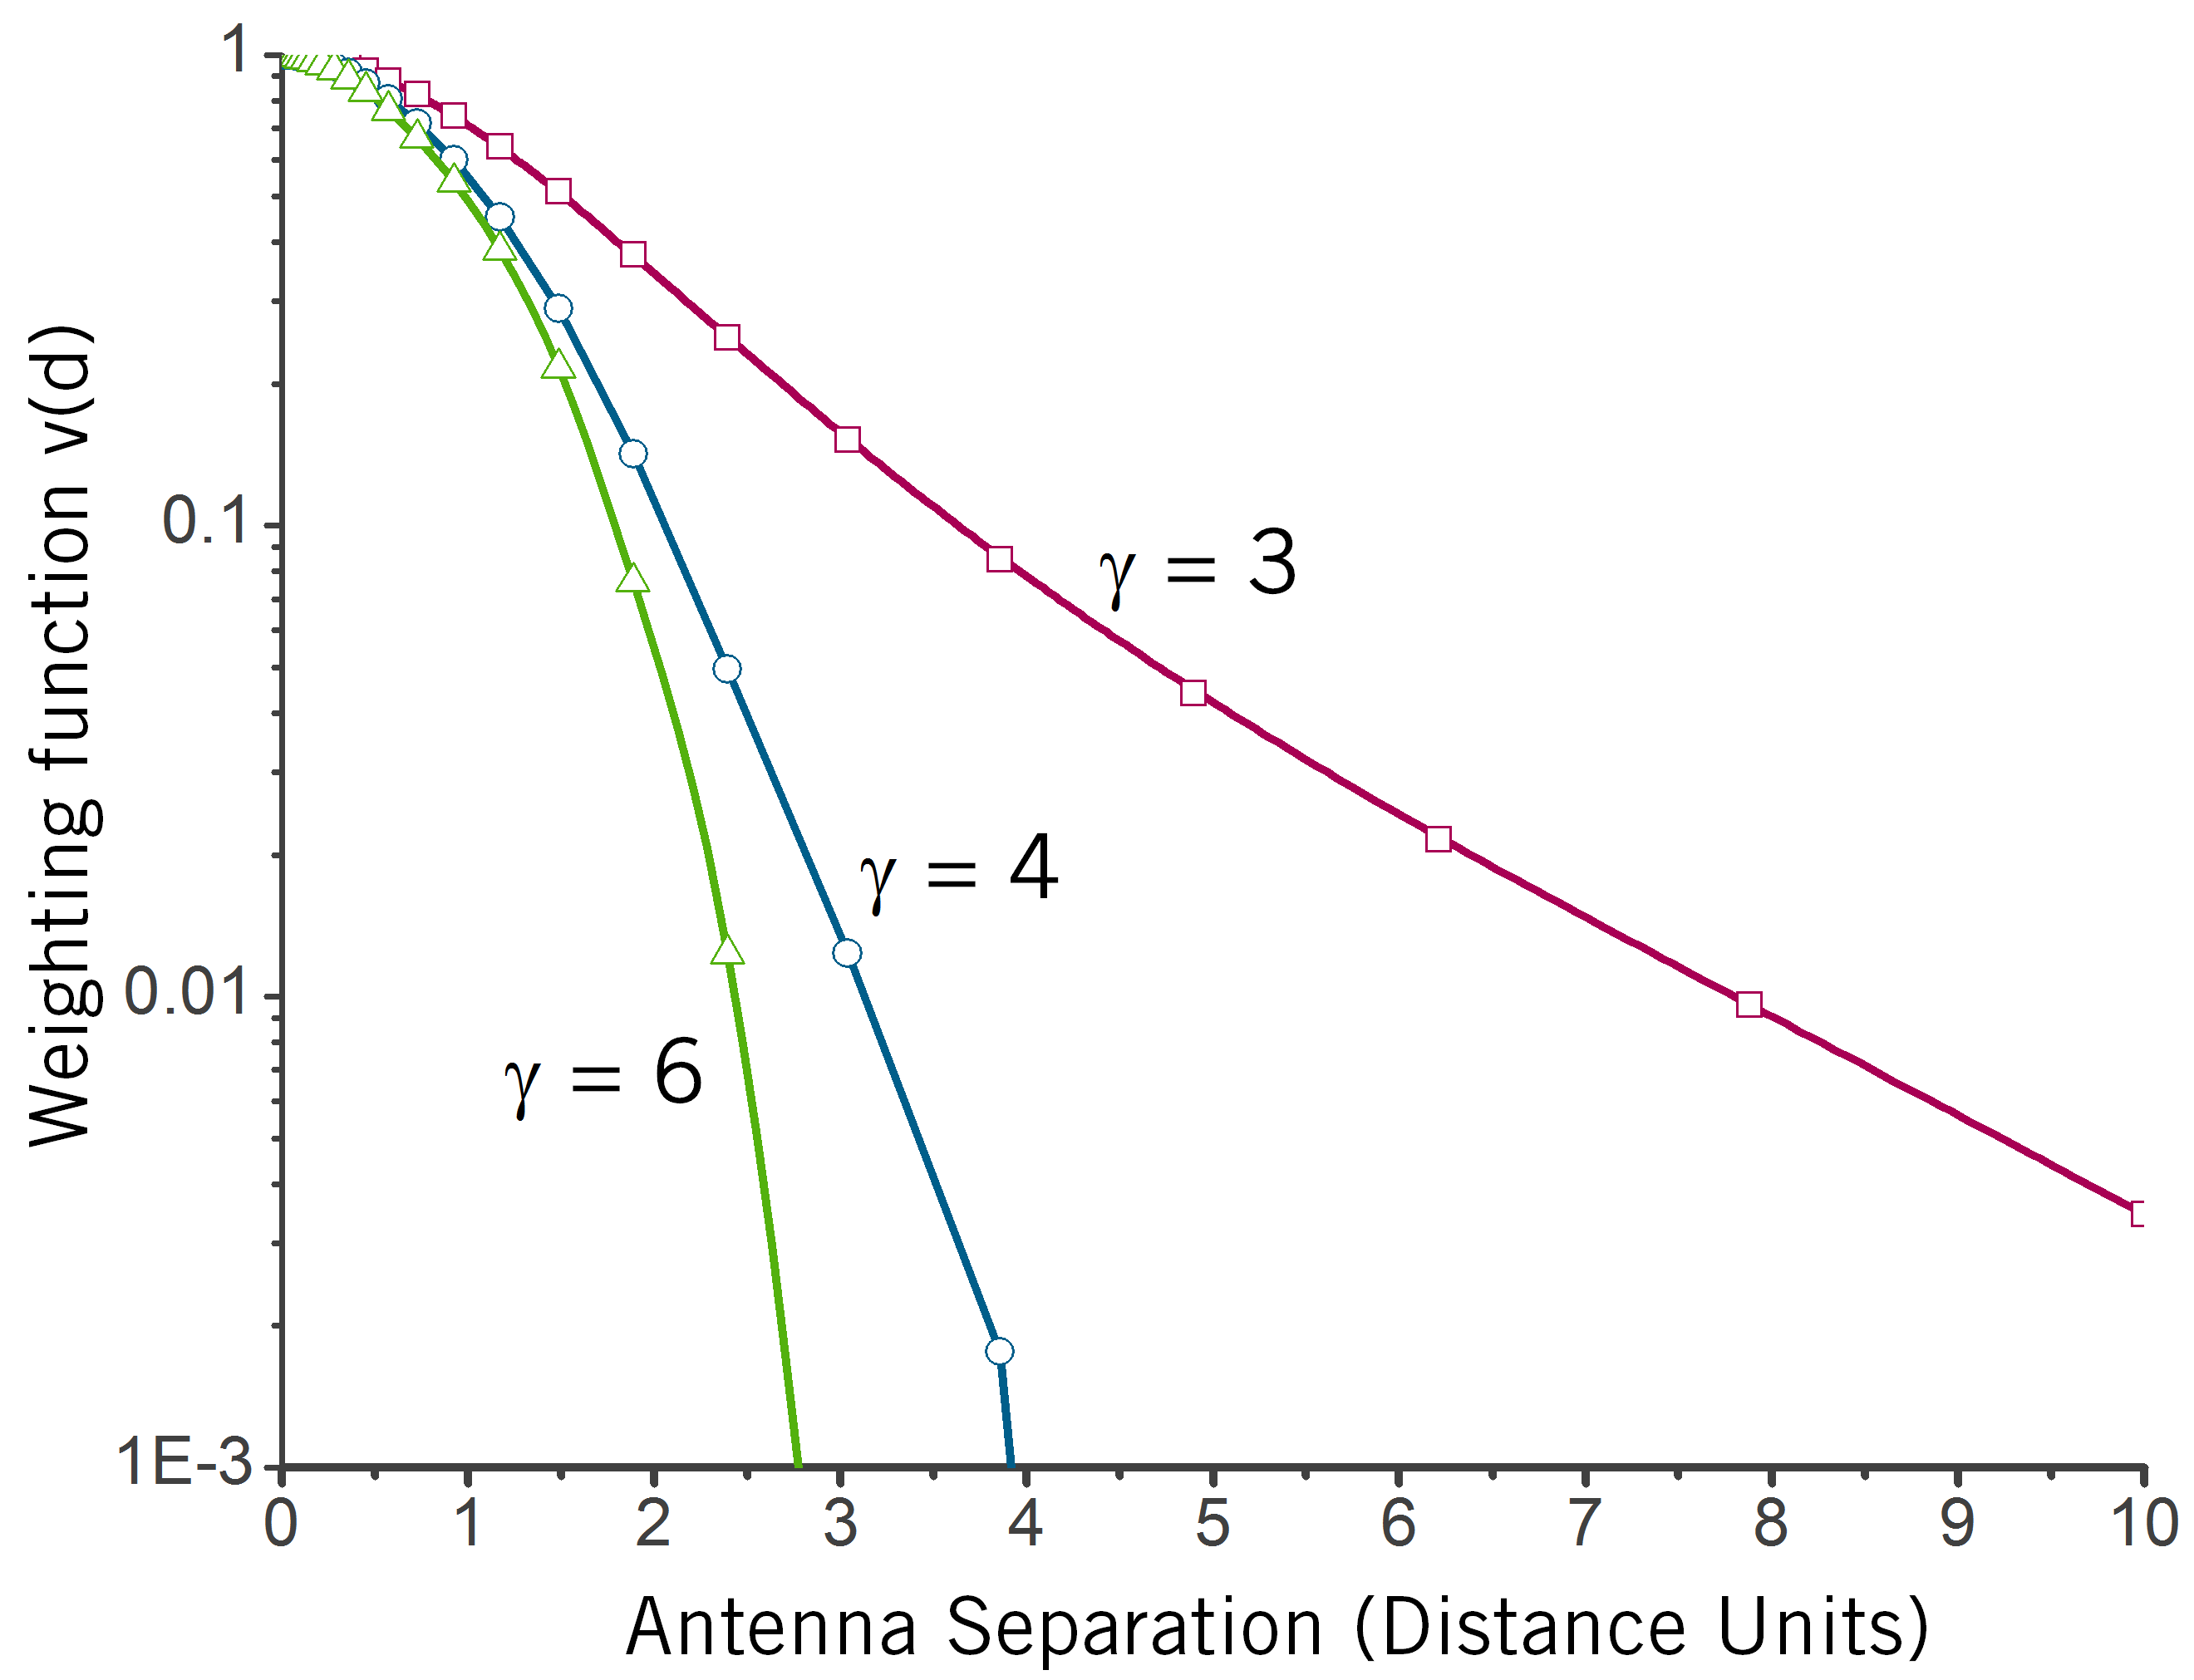 Weighting function v(d)
1
0.1
0.01
1E-3
γ = 3
γ = 4
γ = 6
0 1 2 3 4 5 6 7 8 9 10
Antenna Separation (Distance Units)